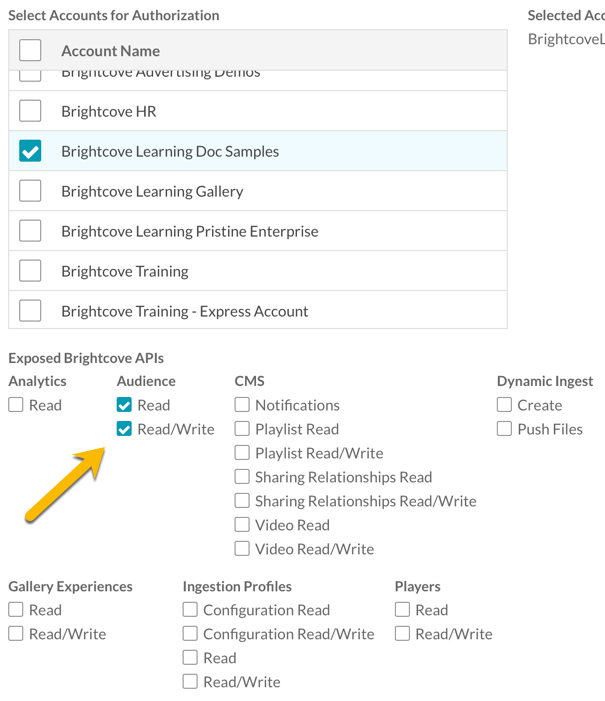 Select Accounts for Authorization
Selected Acc
Account Name
BrightcoveL
Brightcove Advertising Demos
Brightcove HR
Brightcove Learning Doc Samples
Brightcove Learning Gallery
Brightcove Learning Pristine Enterprise
Brightcove Training
Brightcove Training - Express Account
Exposed Brightcove APIs
Analytics
Read
Audience
Read
Read/Write
CMS
Notifications
Playlist Read
Playlist Read/Write
Sharing Relationships Read
Sharing Relationships Read/Write
Video Read
Video Read/Write
Dynamic Ingest
Create
Push Files
Gallery Experiences
Read
Read/Write
Ingestion Profiles
Configuration Read
Configuration Read/Write
Read
Read/Write
Players
Read
Read/Write